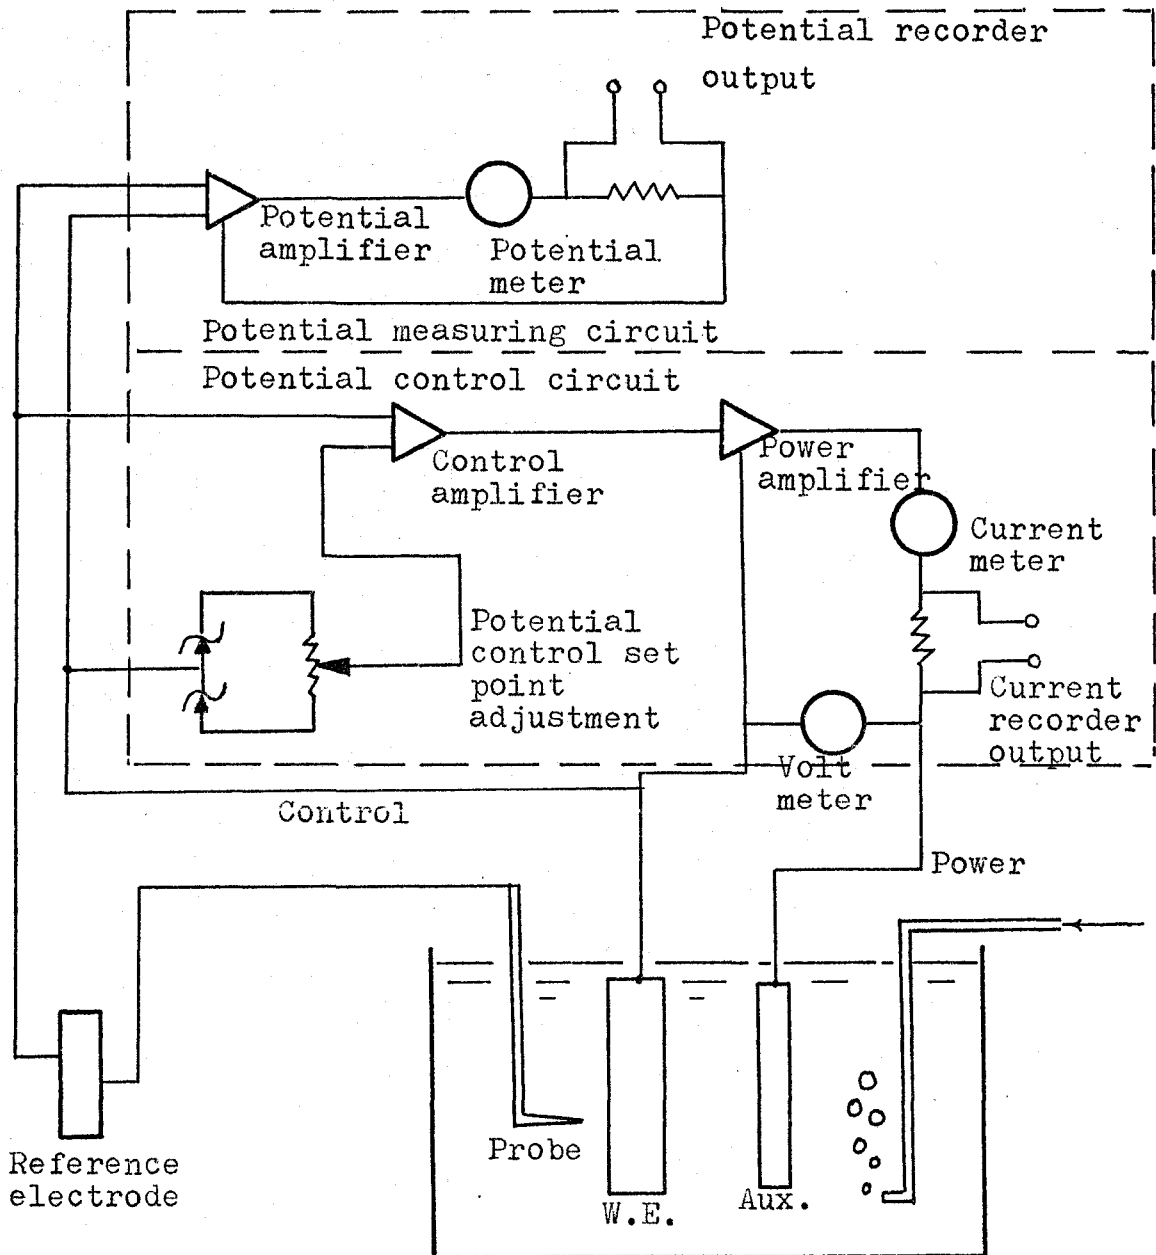 Potential recorder
output
Potential
amplifier
Potential
meter
Potential measuring circuit
Potential control circuit
Control
amplifier
Power
amplifier
Current
meter
Potential
control set
point
adjustment
Current
recorder
output
Volt
meter
Control
Power
Probe
Reference
electrode
W.E.
Aux.